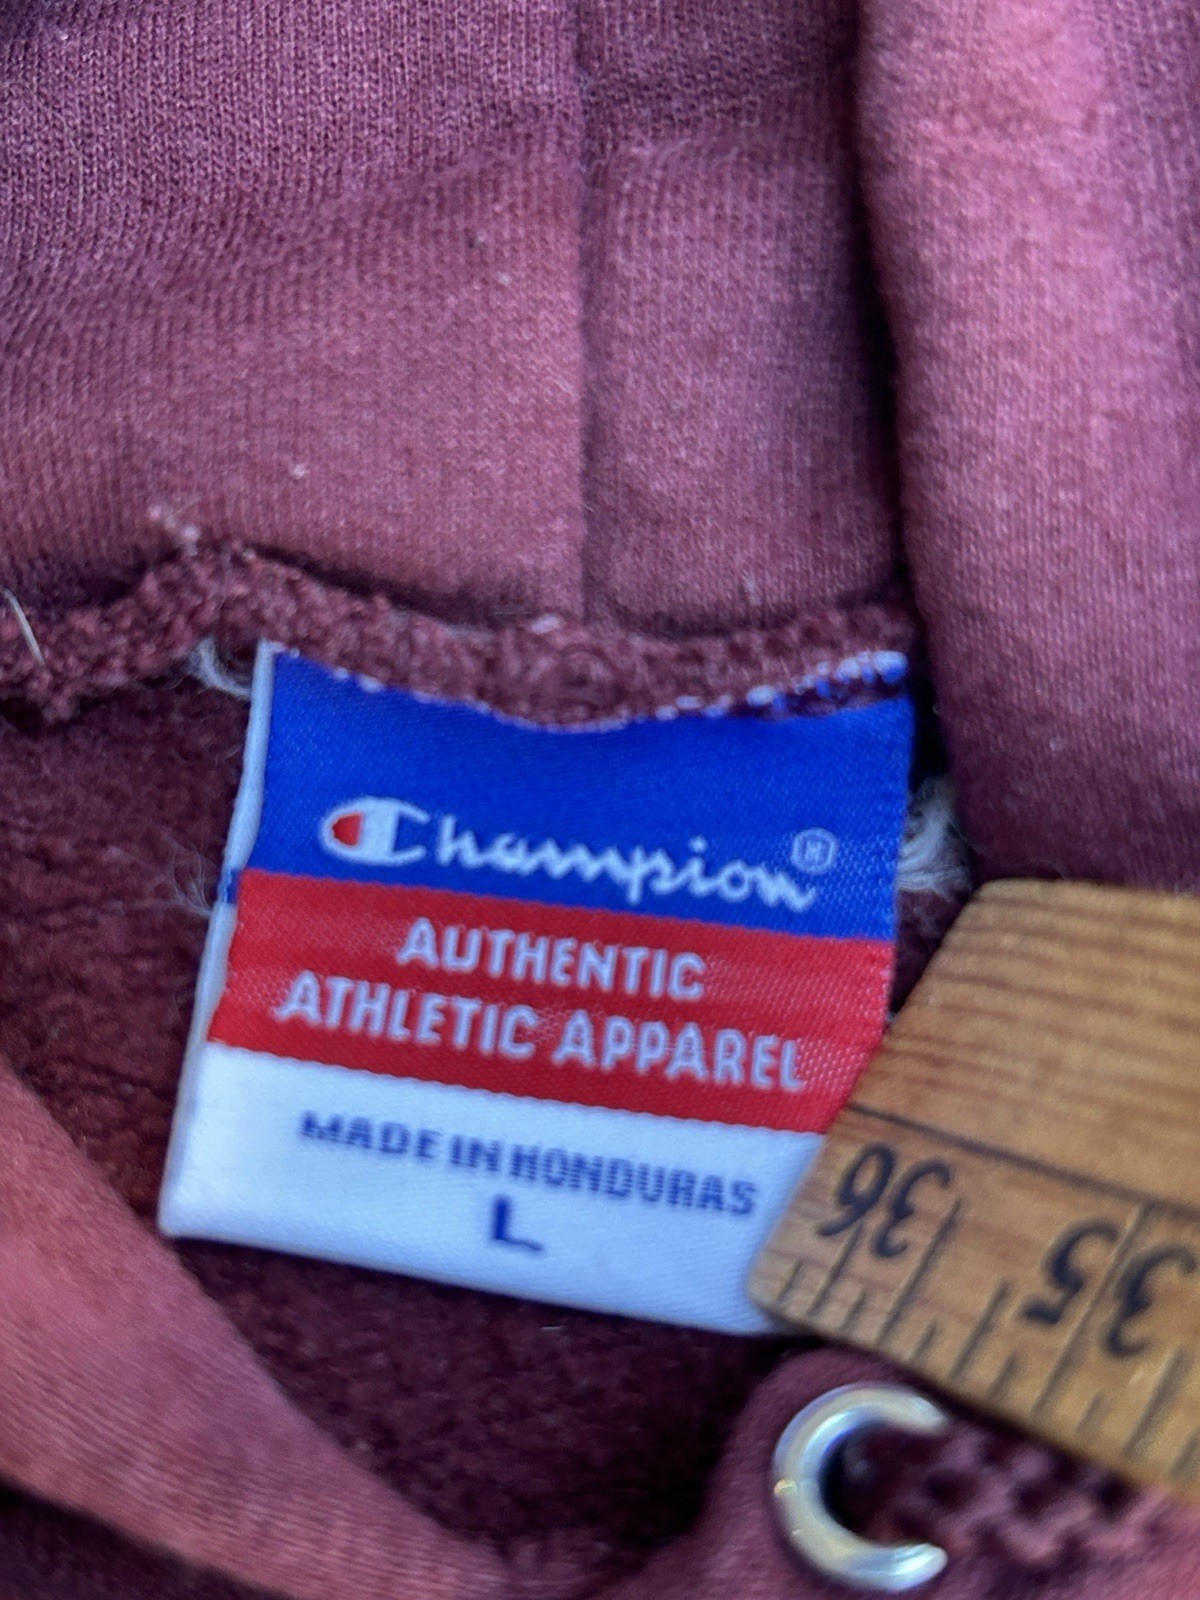 Champion®
AUTHENTIC
ATHLETIC APPAREL
MADE IN HONDURAS
L
36
35